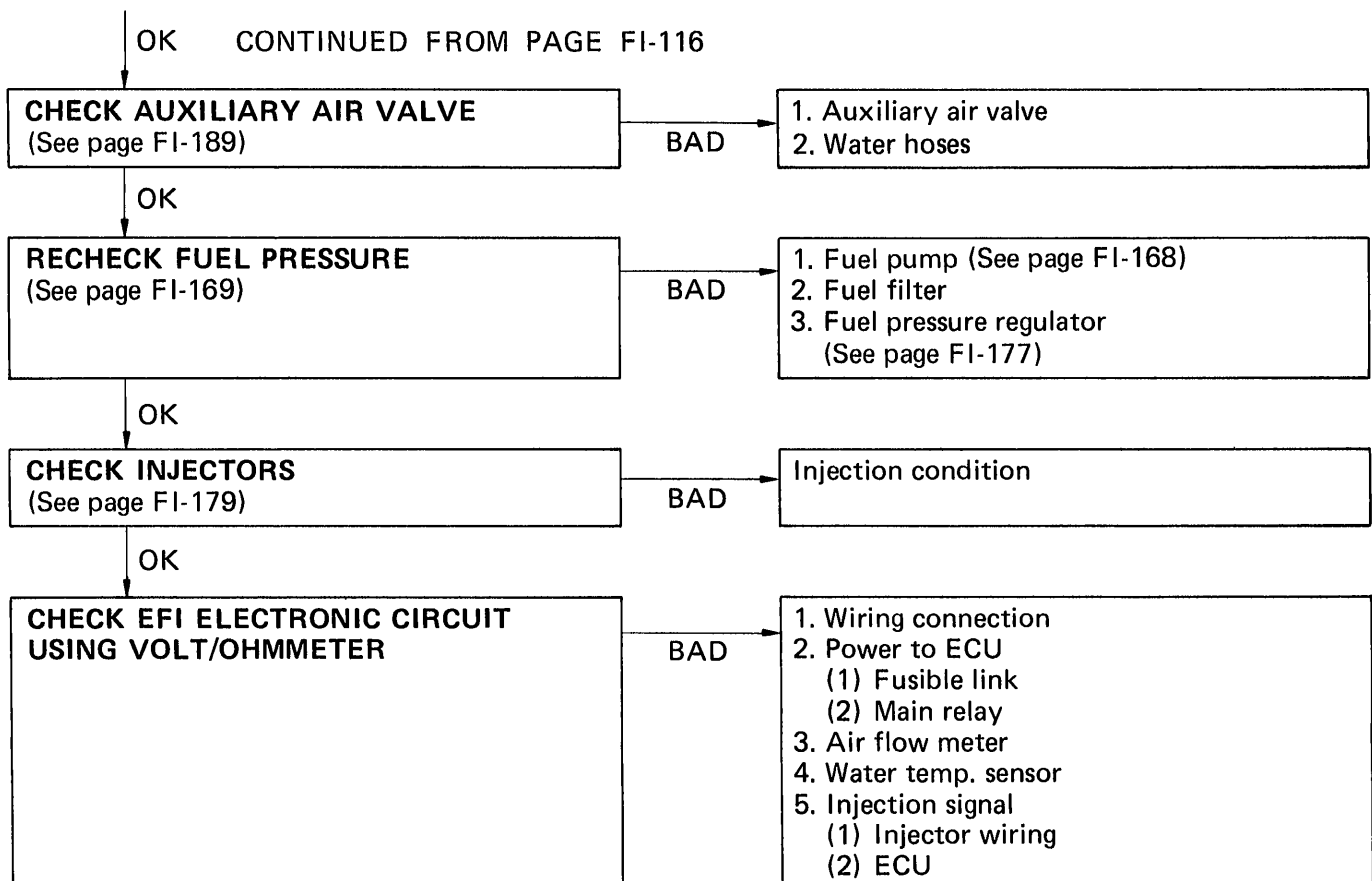 OK CONTINUED FROM PAGE FI-116
CHECK AUXILIARY AIR VALVE
(See page FI-189)
BAD
1. Auxiliary air valve
2. Water hoses
OK
RECHECK FUEL PRESSURE
(See page FI-169)
BAD
1. Fuel pump (See page FI-168)
2. Fuel filter
3. Fuel pressure regulator
(See page FI-177)
OK
CHECK INJECTORS
(See page FI-179)
BAD
Injection condition
OK
CHECK EFI ELECTRONIC CIRCUIT
USING VOLT/OHMMETER
BAD
1. Wiring connection
2. Power to ECU
(1) Fusible link
(2) Main relay
3. Air flow meter
4. Water temp. sensor
5. Injection signal
(1) Injector wiring
(2) ECU